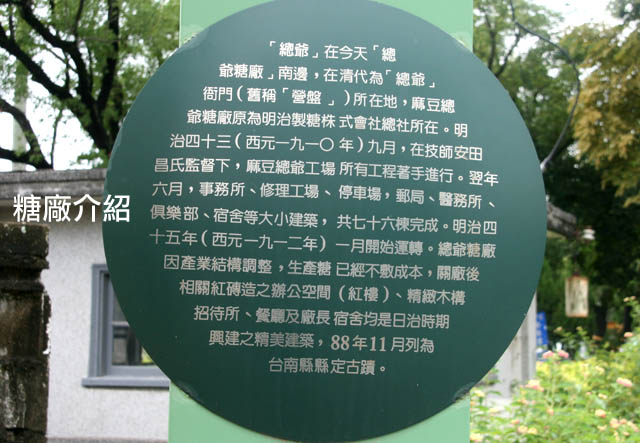 「總爺」在今天「總
爺糖廠」南邊，在清代為「總爺」
衙門（舊稱「營盤」）所在地，麻豆總
爺糖廠原為明治製糖株式會社總社所在。明
治四十三（西元一九一〇年）九月，在技師安田
昌氏監督下，麻豆總爺工場所有工程著手進行。翌年
六月，事務所、修理工場、停車場，郵局、醫務所、
俱樂部、宿舍等大小建築，共七十六棟完成。明治四
十五年（西元一九一二年）一月開始運轉。總爺糖廠
因產業結構調整，生產糖已經不敷成本，關廠後
相關紅磚造之辦公空間（紅樓）、精緻木構
招待所、餐廳及廠長宿舍均是日治時期
興建之精美建築，88年11月列為
台南縣縣定古蹟。
糖廠介紹